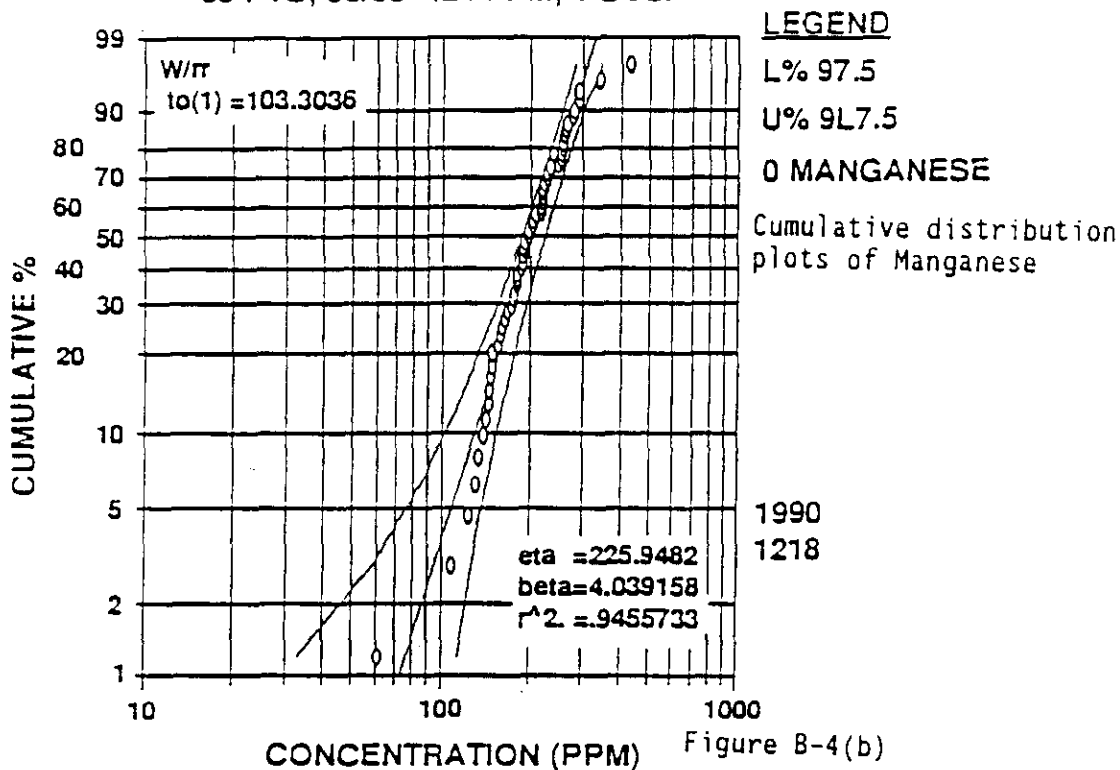 LEGEND
99
W/rr
to(1) =103.3036
L% 97.5
U% 9L7.5
0 MANGANESE
Cumulative distribution
plots of Manganese
90
80
70
60
50
40
30
20
10
5
2
1
CUMULATIVE %
1990
1218
eta =225.9482
beta=4.039158
r^2. =.9455733
10
100
1000
CONCENTRATION (PPM)
Figure B-4(b)